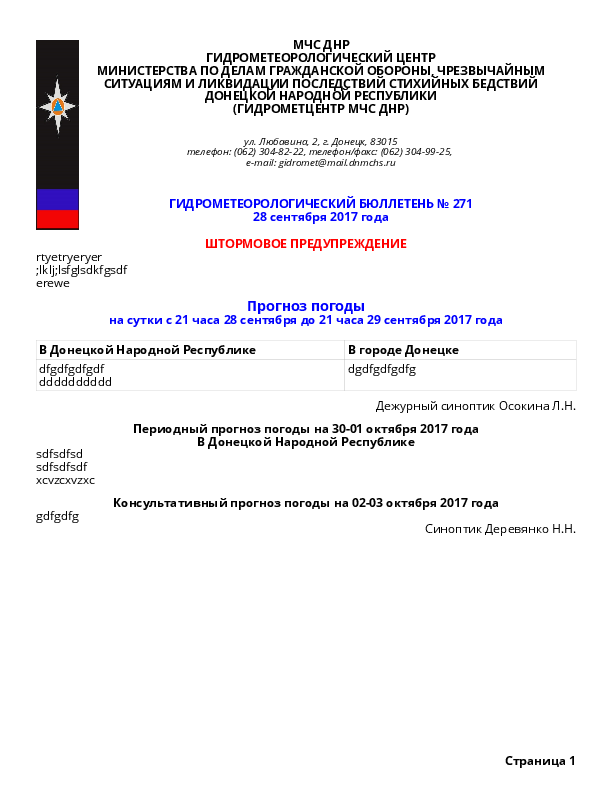 МЧС ДНР
ГИДРОМЕТЕОРОЛОГИЧЕСКИЙ ЦЕНТР
МИНИСТЕРСТВА ПО ДЕЛАМ ГРАЖДАНСКОЙ ОБОРОНЫ, ЧРЕЗВЫЧАЙНЫМ
СИТУАЦИЯМ И ЛИКВИДАЦИИ ПОСЛЕДСТВИЙ СТИХИЙНЫХ БЕДСТВИЙ
ДОНЕЦКОЙ НАРОДНОЙ РЕСПУБЛИКИ
(ГИДРОМЕТЦЕНТР МЧС ДНР)
ул. Любавина, 2, г. Донецк, 83015
телефон: (062) 304-82-22, телефон/факс: (062) 304-99-25,
e-mail: gidromet@mail.dnmchs.ru
ГИДРОМЕТЕОРОЛОГИЧЕСКИЙ БЮЛЛЕТЕНЬ № 271
28 сентября 2017 года
ШТОРМОВОЕ ПРЕДУПРЕЖДЕНИЕ
rtyetryeryer
;lklj;lsfglsdkfgsdf
erewe
Прогноз погоды
на сутки с 21 часа 28 сентября до 21 часа 29 сентября 2017 года
В Донецкой Народной Республике
В городе Донецке
dfgdfgdfgdf
dddddddddd
dgdfgdfgdfg
Дежурный синоптик Осокина Л.Н.
Периодный прогноз погоды на 30-01 октября 2017 года
В Донецкой Народной Республике
sdfsdfsd
sdfsdfsdf
xcvzcxvzxc
Консультативный прогноз погоды на 02-03 октября 2017 года
gdfgdfg
Синоптик Деревянко Н.Н.
Страница 1